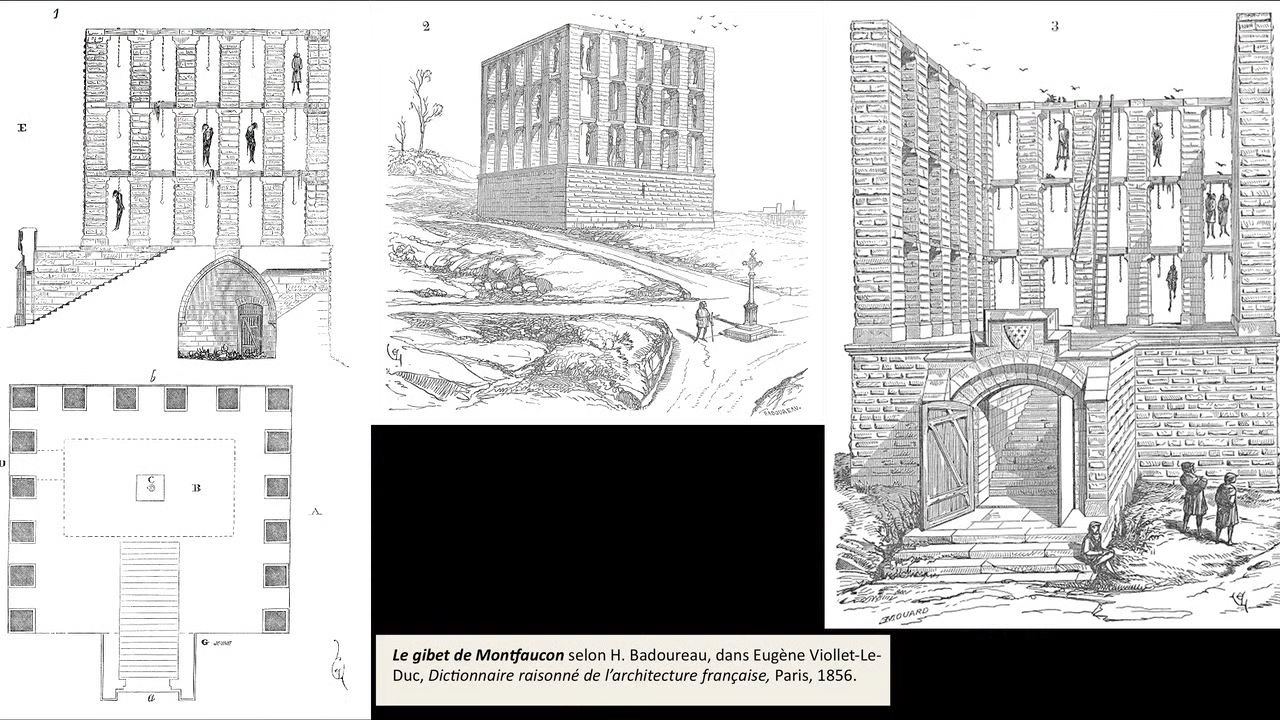 1
E
b
D
C
B
A
G
G
2
BADOUREAU.
3
E.MOUARD
Le gibet de Montfaucon selon H. Badoureau, dans Eugène Viollet-Le-
Duc, Dictionnaire raisonné de l’architecture française, Paris, 1856.